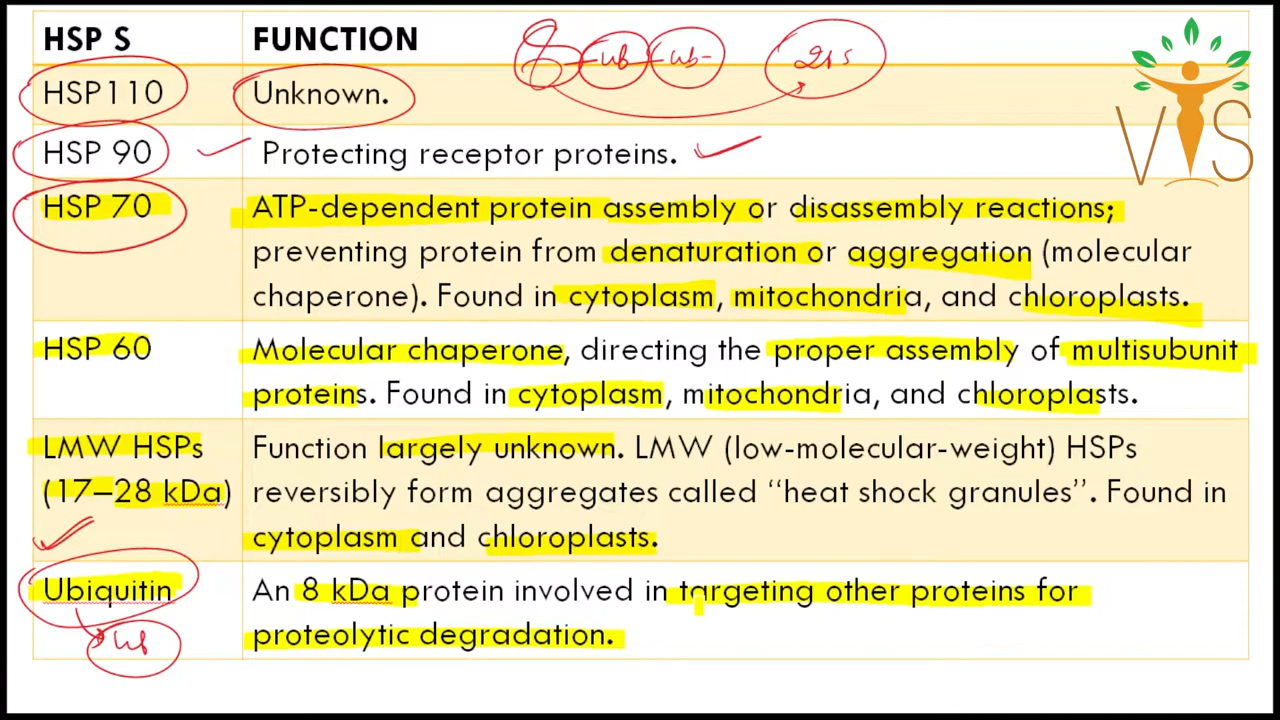 HSP S FUNCTION
ub ub
HSP110 Unknown.
HSP 90 Protecting receptor proteins.
HSP 70 ATP-dependent protein assembly or disassembly reactions;
preventing protein from denaturation or aggregation (molecular
chaperone). Found in cytoplasm, mitochondria, and chloroplasts.
HSP 60 Molecular chaperone, directing the proper assembly of multisubunit
proteins. Found in cytoplasm, mitochondria, and chloroplasts.
LMW HSPs Function largely unknown. LMW (low-molecular-weight) HSPs
(17–28 kDa) reversibly form aggregates called “heat shock granules”. Found in
cytoplasm and chloroplasts.
Ubiquitin An 8 kDa protein involved in targeting other proteins for
proteolytic degradation.
ub
VIS